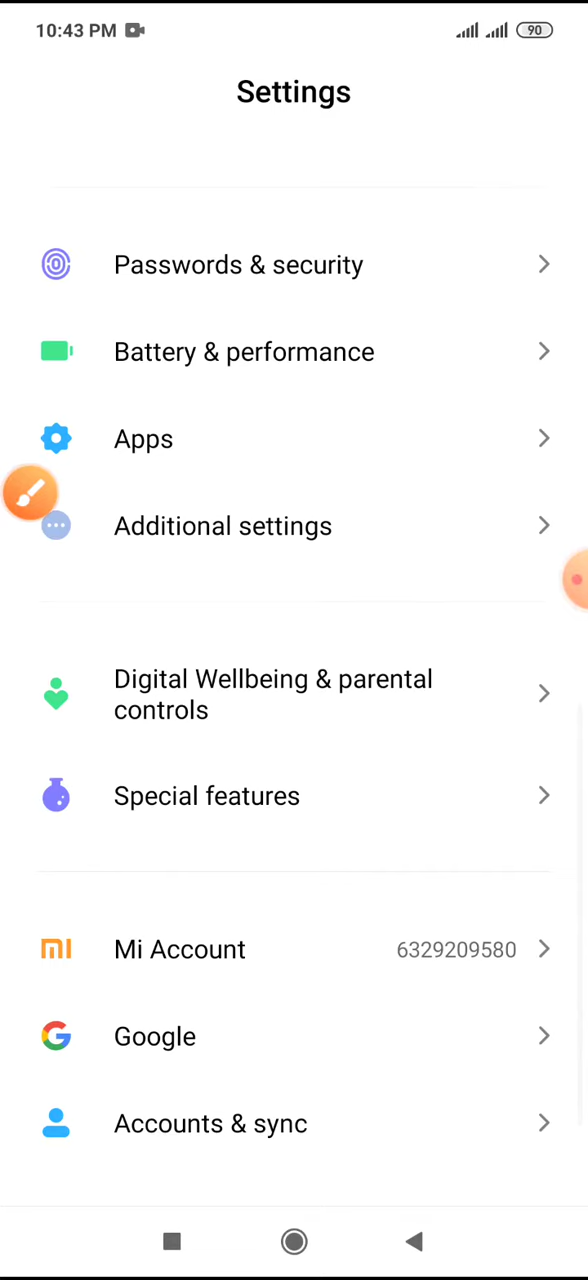 10:43 PM 90
Settings
Passwords & security
Battery & performance
Apps
Additional settings
Digital Wellbeing & parental
controls
Special features
Mi Account 6329209580
Google
Accounts & sync